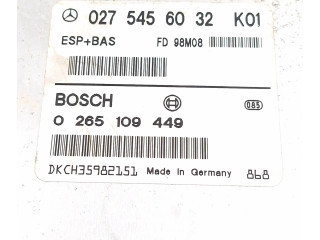 027 545 60 32 K01
ESP+BAS FD 98M08
BOSCH
085
0 265 109 449
DKCH35982151 Made in Germany 868